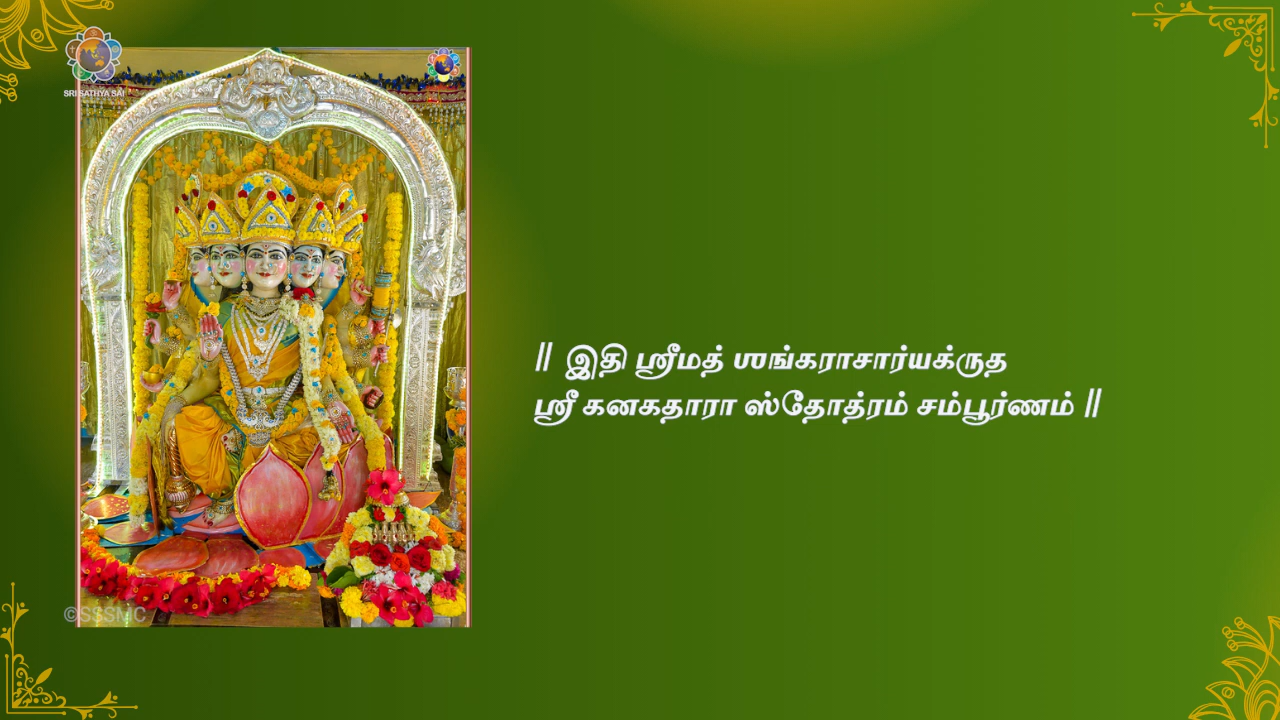 SRI SATHYA SAI
|| இதி ஸ்ரீமத் ஶங்கராசார்யக்ருத
ஸ்ரீ கனகதாரா ஸ்தோத்ரம் சம்பூர்ணம் ||
©SSSMC